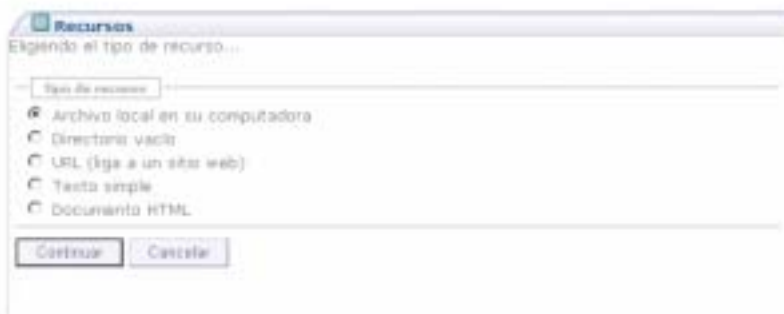 Recursos
Eligiendo el tipo de recurso...
Tipo de recurso
Archivo local en su computadora
Directorio vacío
URL (liga a un sitio web)
Texto simple
Documento HTML
Continuar Cancelar